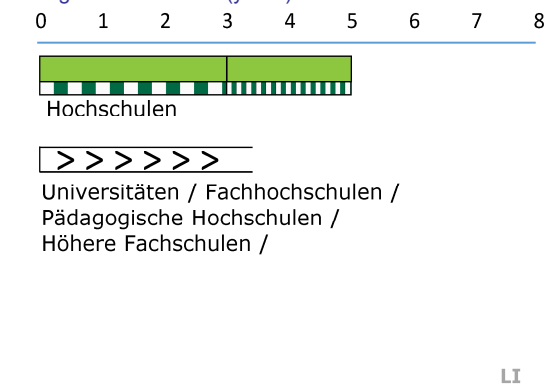 0 1 2 3 4 5 6 7 8
Hochschulen
> > > > > >
Universitäten / Fachhochschulen /
Pädagogische Hochschulen /
Höhere Fachschulen /
LI